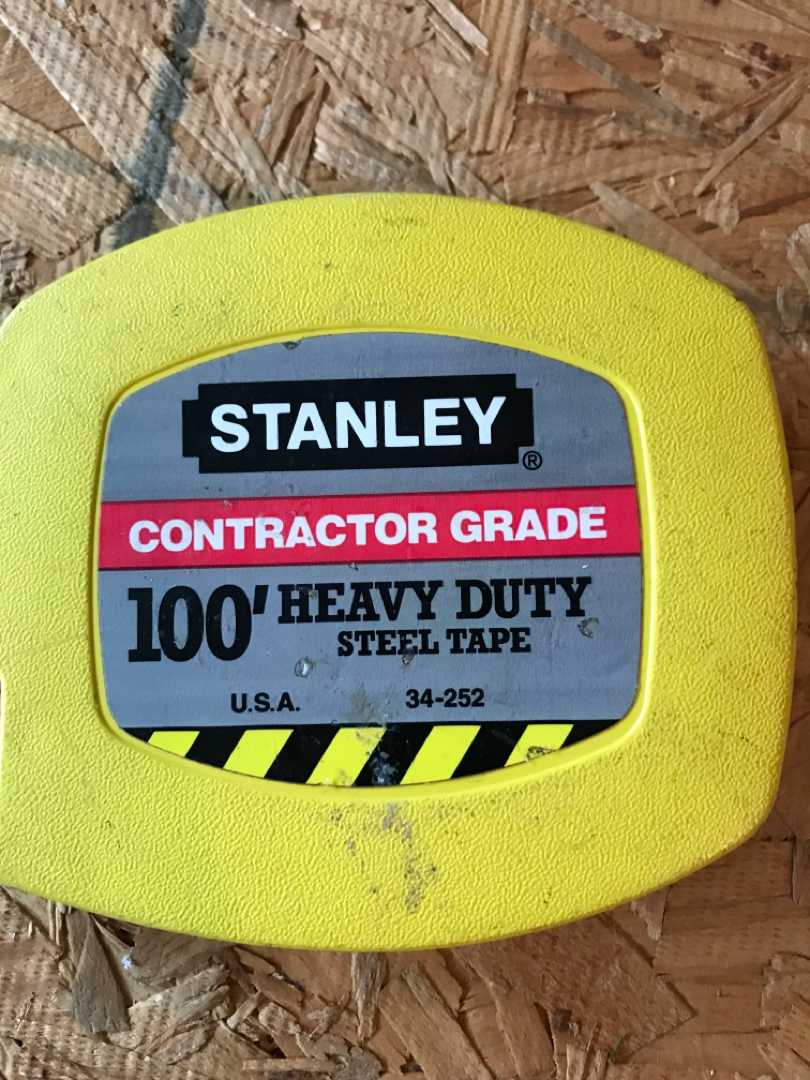 STANLEY®
CONTRACTOR GRADE
100' HEAVY DUTY
STEEL TAPE
U.S.A. 34-252